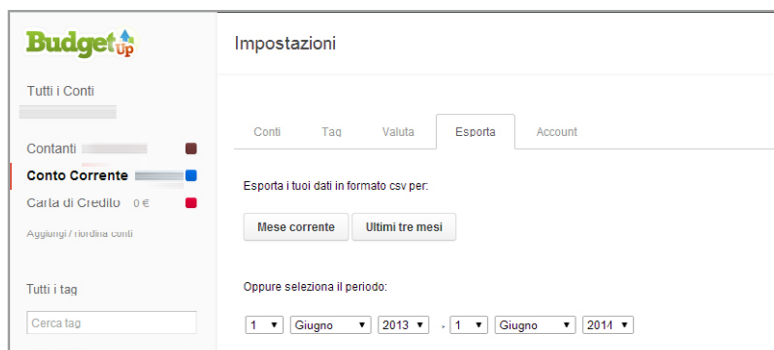 Budget Up
Tutti i Conti
Contanti
Conto Corrente
Carta di Credito 0 €
Aggiungi / riordina conti
Tutti i tag
Cerca tag
Impostazioni
Conti Tag Valuta Esporta Account
Esporta i tuoi dati in formato csv per:
Mese corrente Ultimi tre mesi
Oppure seleziona il periodo:
1 Giugno 2013 - 1 Giugno 2014